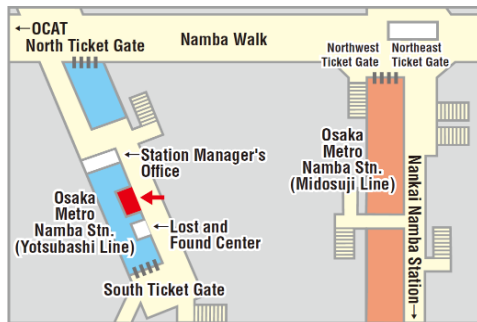 ←OCAT
North Ticket Gate
Namba Walk
Northwest
Ticket Gate
Northeast
Ticket Gate
Station Manager's
Office
Osaka
Metro
Namba Stn.
(Midosuji Line)
Osaka
Metro
Namba Stn.
(Yotsubashi Line)
Lost and
Found Center
South Ticket Gate
Nankai Namba Station→